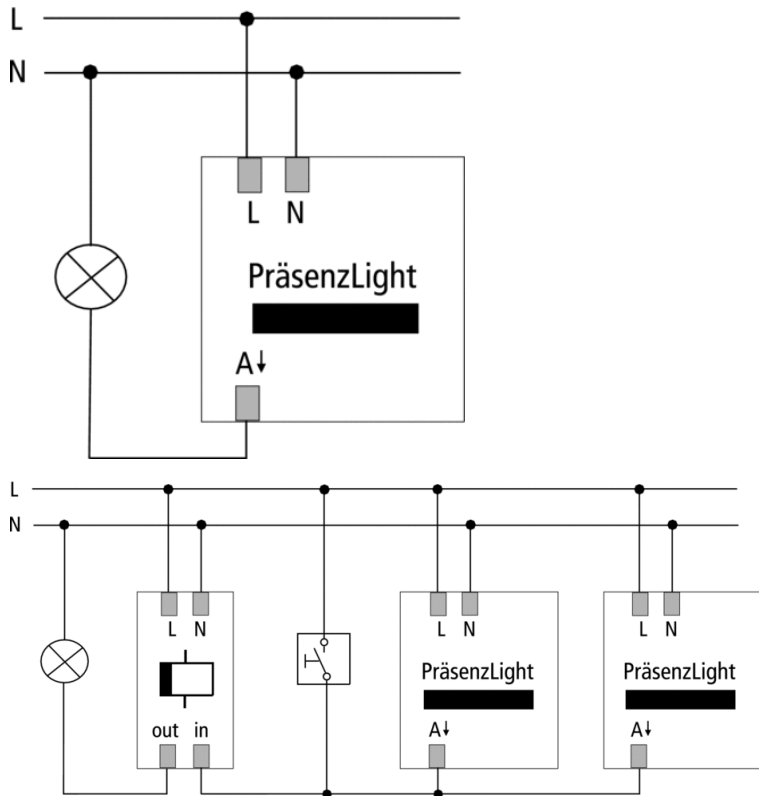 L
N
L N
PräsenzLight
A↓
L
N
L N
L N
L N
PräsenzLight
PräsenzLight
out in
A↓
A↓